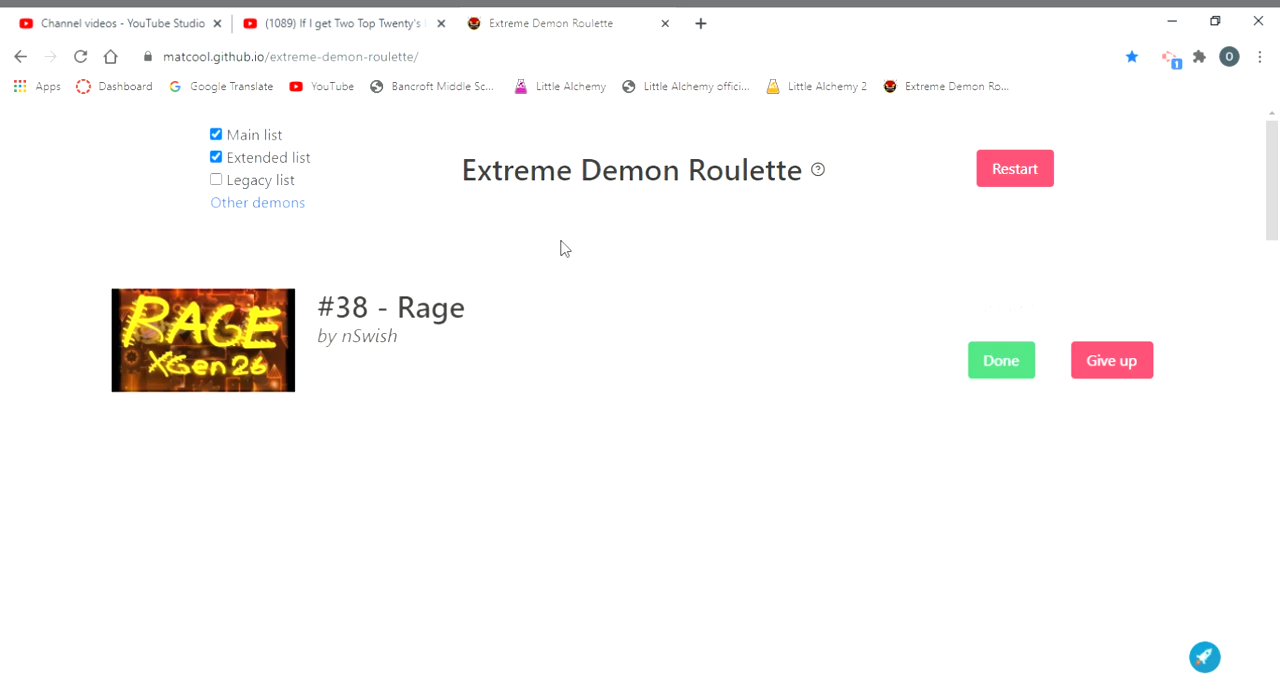 Channel videos - YouTube Studio
(1089) If I get Two Top Twenty's
Extreme Demon Roulette
matcool.github.io/extreme-demon-roulette/
O
1
Apps
Dashboard
Google Translate
YouTube
Bancroft Middle Sc...
Little Alchemy
Little Alchemy offici...
Little Alchemy 2
Extreme Demon Ro...
Main list
Extended list
Legacy list
Other demons
Extreme Demon Roulette ?
Restart
RAGE
XGen26
#38 - Rage
by nSwish
Done
Give up